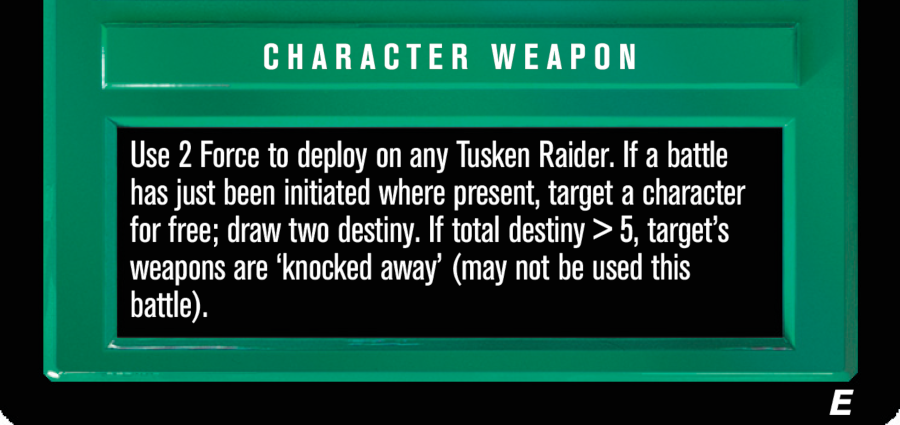 CHARACTER WEAPON
Use 2 Force to deploy on any Tusken Raider. If a battle
has just been initiated where present, target a character
for free; draw two destiny. If total destiny > 5, target's
weapons are ‘knocked away’ (may not be used this
battle).
E